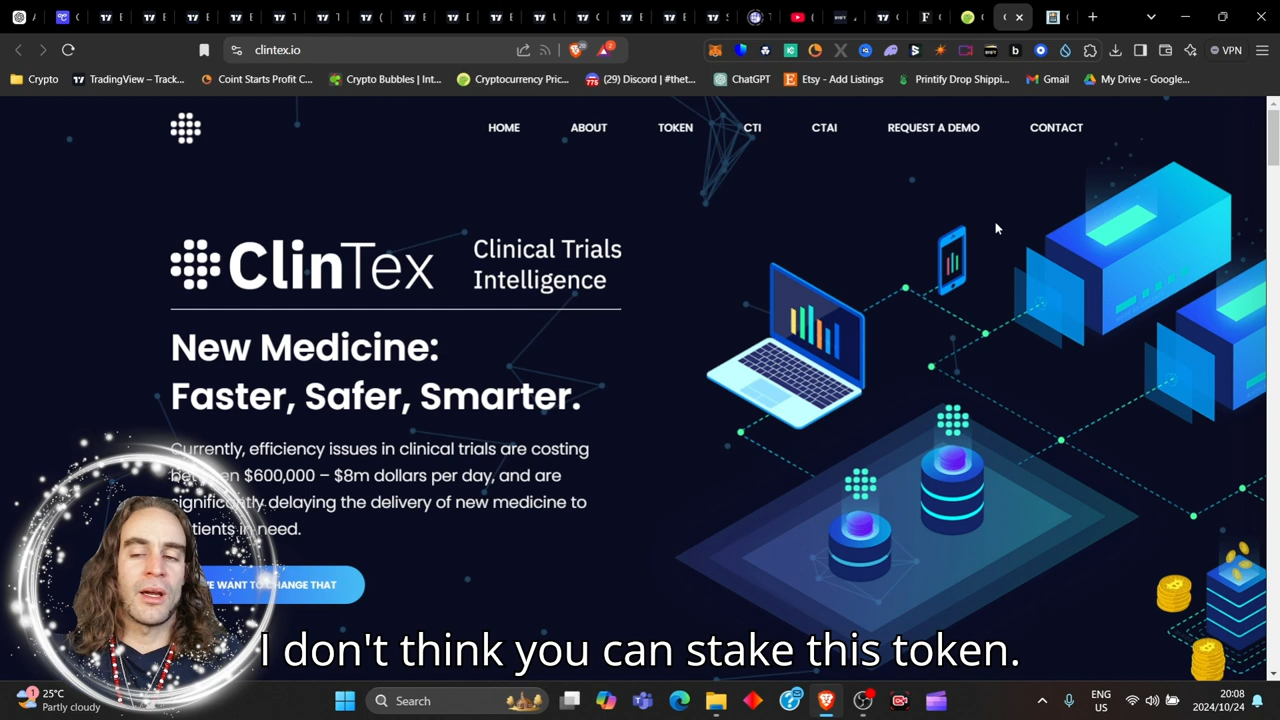 clintex.io
VPN
Crypto
TradingView – Track...
Coint Starts Profit C...
Crypto Bubbles | Int...
Cryptocurrency Pric...
(29) Discord | #thet...
ChatGPT
Etsy - Add Listings
Printify Drop Shippi...
Gmail
My Drive - Google...
HOME
ABOUT
TOKEN
CTI
CTAI
REQUEST A DEMO
CONTACT
ClinTex
Clinical Trials
Intelligence
New Medicine:
Faster, Safer, Smarter.
Currently, efficiency issues in clinical trials are costing
$600,000 – $8m dollars per day, and are
significantly delaying the delivery of new medicine to
in need.
WANT TO CHANGE THAT
I don't think you can stake this token.
25°C
Partly cloudy
Search
ENG
US
20:08
2024/10/24